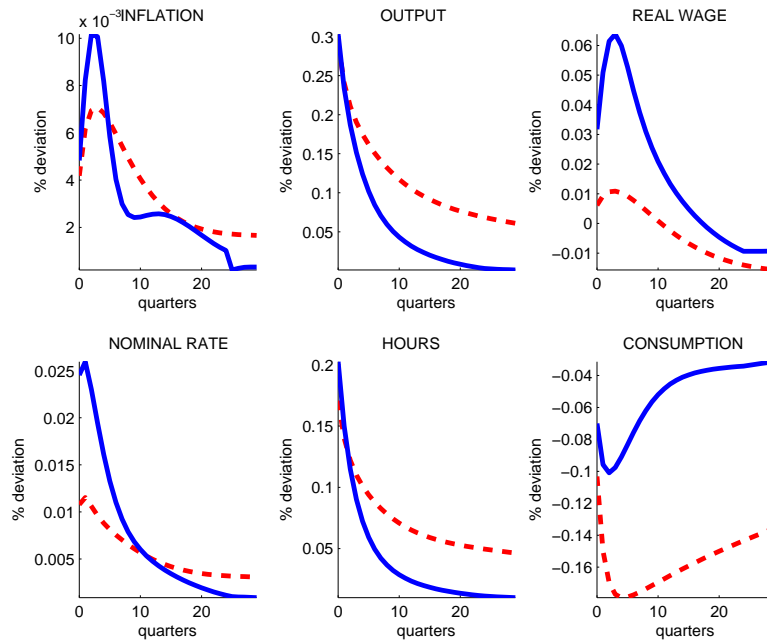 x 10⁻³ INFLATION
OUTPUT
REAL WAGE
% deviation
10
8
6
4
2
0 10 20
quarters
% deviation
0.3
0.25
0.2
0.15
0.1
0.05
0 10 20
quarters
% deviation
0.06
0.05
0.04
0.03
0.02
0.01
0
−0.01
0 10 20
quarters
NOMINAL RATE
HOURS
CONSUMPTION
% deviation
0.025
0.02
0.015
0.01
0.005
0 10 20
quarters
% deviation
0.2
0.15
0.1
0.05
0 10 20
quarters
% deviation
−0.04
−0.06
−0.08
−0.1
−0.12
−0.14
−0.16
0 10 20
quarters